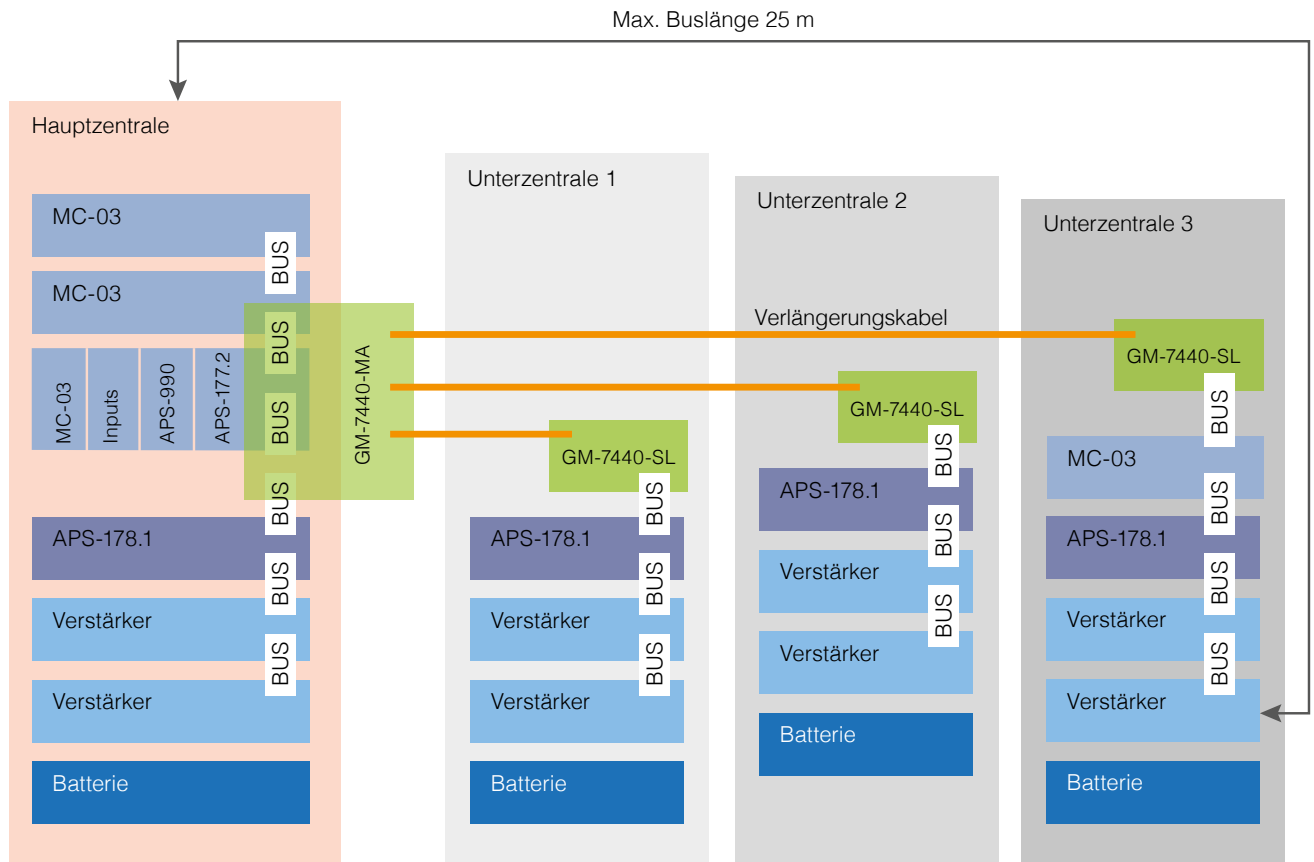 Max. Buslänge 25 m
Hauptzentrale
MC-03
BUS
MC-03
BUS
MC-03
Inputs
APS-990
APS-177.2
BUS
GM-7440-MA
BUS
APS-178.1
BUS
Verstärker
BUS
Verstärker
Batterie
Unterzentrale 1
GM-7440-SL
BUS
APS-178.1
BUS
Verstärker
BUS
Verstärker
Batterie
Unterzentrale 2
Verlängerungskabel
GM-7440-SL
BUS
APS-178.1
BUS
Verstärker
BUS
Verstärker
Batterie
Unterzentrale 3
GM-7440-SL
BUS
MC-03
BUS
APS-178.1
BUS
Verstärker
BUS
Verstärker
Batterie